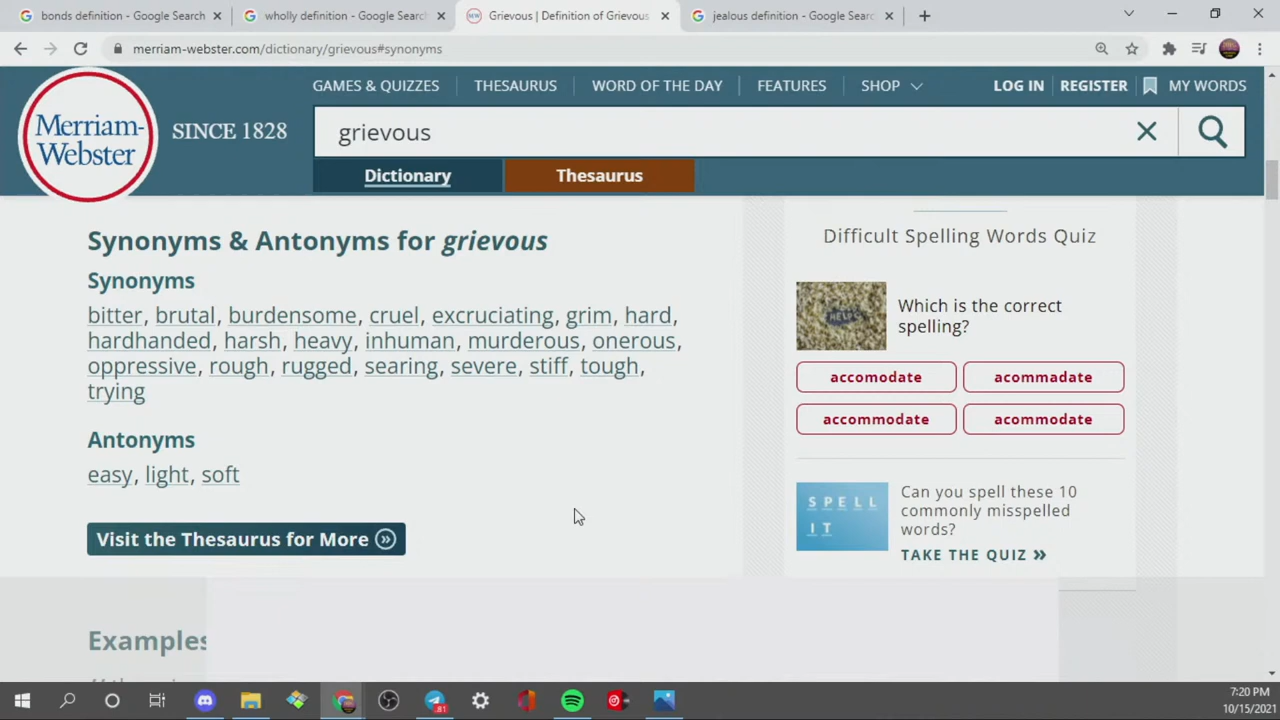 bonds definition - Google Search
wholly definition - Google Search
Grievous | Definition of Grievous
jealous definition - Google Searc
merriam-webster.com/dictionary/grievous#synonyms
GAMES & QUIZZES
THESAURUS
WORD OF THE DAY
FEATURES
SHOP
LOG IN
REGISTER
MY WORDS
Merriam-
Webster
SINCE 1828
grievous
Dictionary
Thesaurus
Synonyms & Antonyms for grievous
Synonyms
bitter, brutal, burdensome, cruel, excruciating, grim, hard,
hardhanded, harsh, heavy, inhuman, murderous, onerous,
oppressive, rough, rugged, searing, severe, stiff, tough,
trying
Antonyms
easy, light, soft
Visit the Thesaurus for More
Examples
Difficult Spelling Words Quiz
HELP
Which is the correct
spelling?
accomodate
acommadate
accommodate
acommodate
SPELL
IT
Can you spell these 10
commonly misspelled
words?
TAKE THE QUIZ
81
7:20 PM
10/15/2021